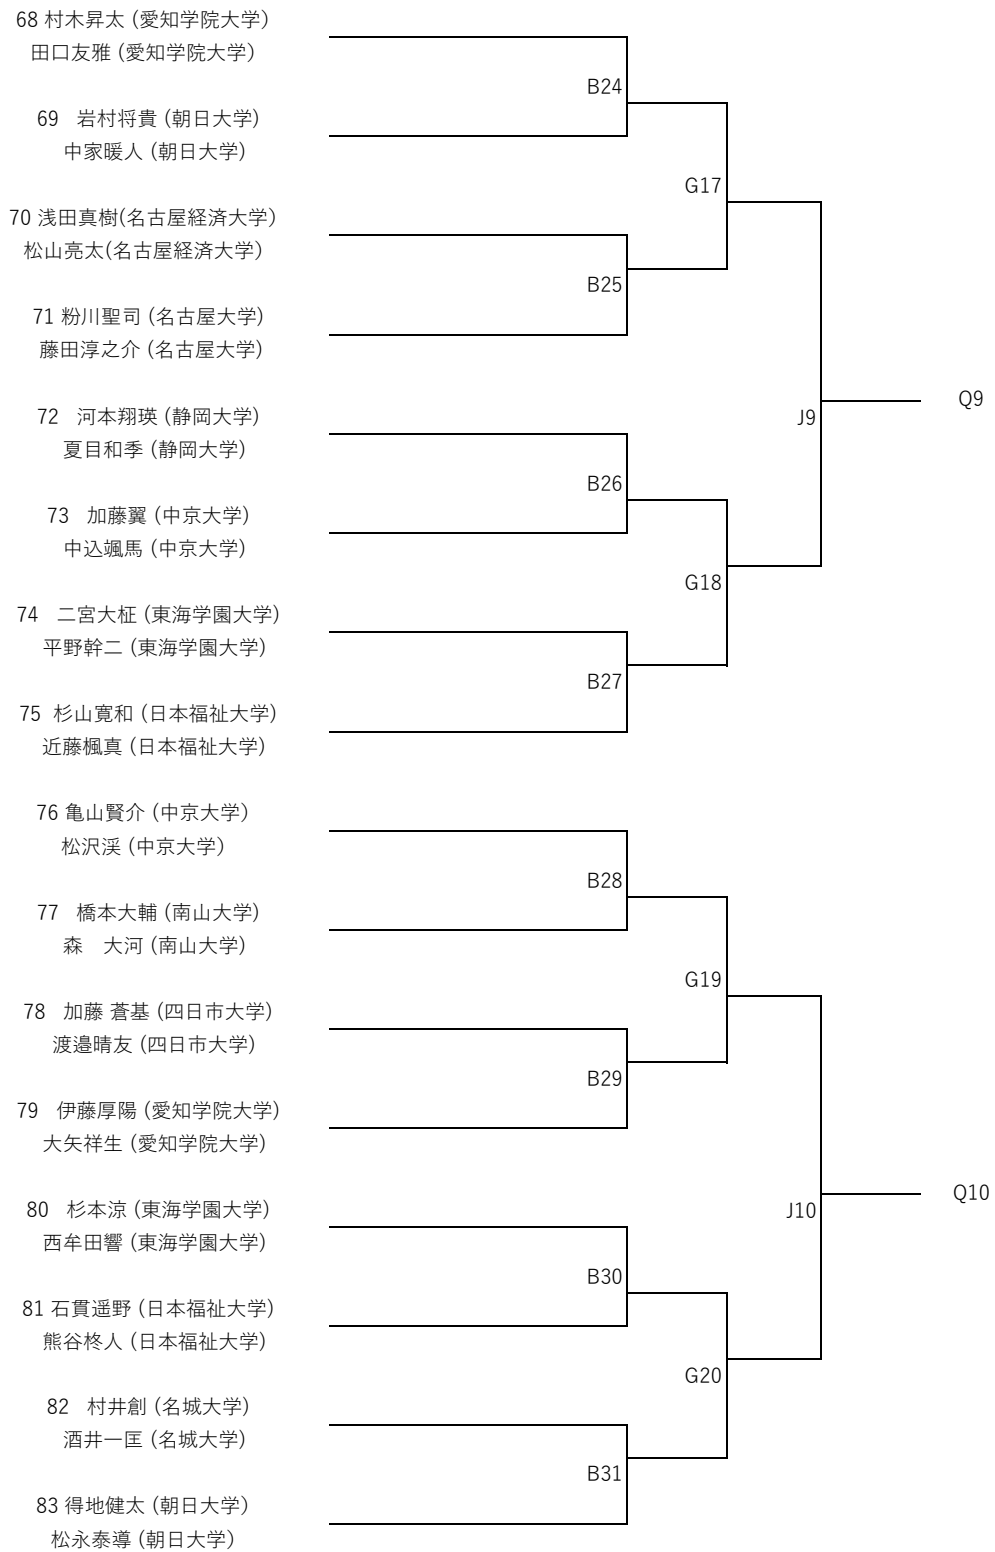 68 村木昇太 (愛知学院大学)
田口友雅 (愛知学院大学)
B24
69 岩村将貴 (朝日大学)
中家暖人 (朝日大学)
G17
70 浅田真樹(名古屋経済大学)
松山亮太(名古屋経済大学)
B25
71 粉川聖司 (名古屋大学)
藤田淳之介 (名古屋大学)
J9
Q9
72 河本翔瑛 (静岡大学)
夏目和季 (静岡大学)
B26
73 加藤翼 (中京大学)
中込颯馬 (中京大学)
G18
74 二宮大柾 (東海学園大学)
平野幹二 (東海学園大学)
B27
75 杉山寛和 (日本福祉大学)
近藤楓真 (日本福祉大学)
76 亀山賢介 (中京大学)
松沢渓 (中京大学)
B28
77 橋本大輔 (南山大学)
森　大河 (南山大学)
G19
78 加藤 蒼基 (四日市大学)
渡邉晴友 (四日市大学)
B29
79 伊藤厚陽 (愛知学院大学)
大矢祥生 (愛知学院大学)
J10
Q10
80 杉本涼 (東海学園大学)
西牟田響 (東海学園大学)
B30
81 石貫遥野 (日本福祉大学)
熊谷柊人 (日本福祉大学)
G20
82 村井創 (名城大学)
酒井一匡 (名城大学)
B31
83 得地健太 (朝日大学)
松永泰導 (朝日大学)